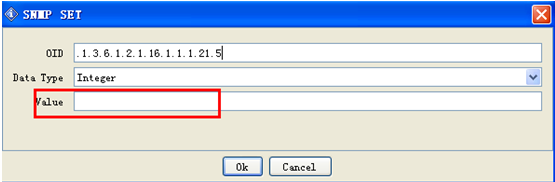 SNMP SET
OID .1.3.6.1.2.1.16.1.1.1.21.5
Data Type Integer
Value
Ok Cancel